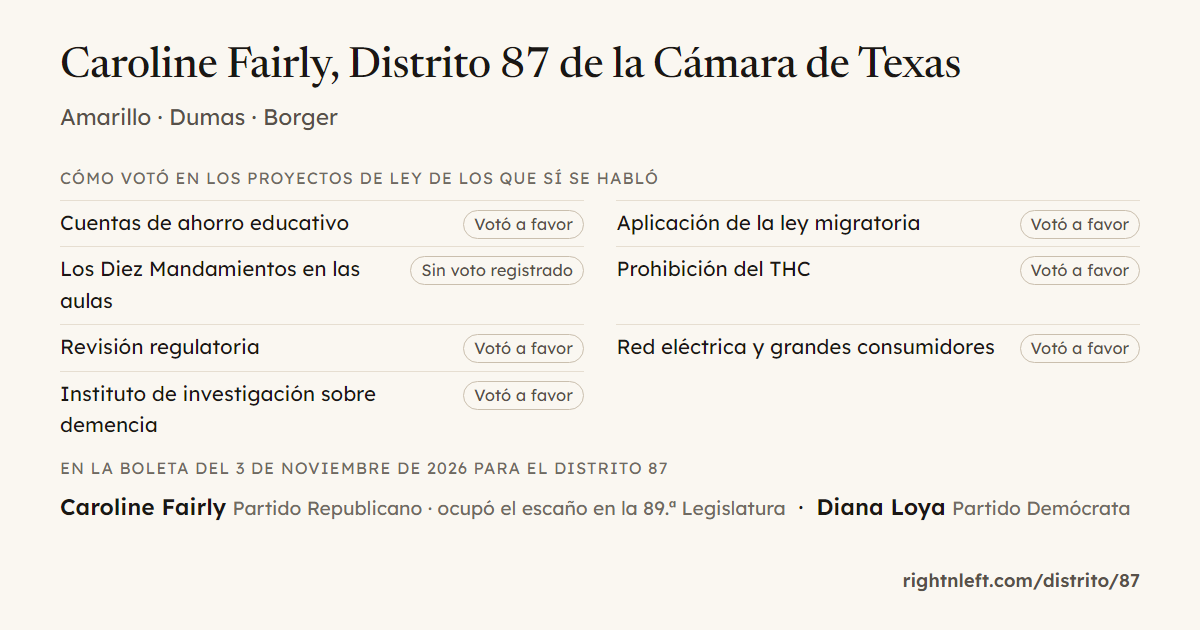 Caroline Fairly, Distrito 87 de la Cámara de Texas
Amarillo · Dumas · Borger
CÓMO VOTÓ EN LOS PROYECTOS DE LEY DE LOS QUE SÍ SE HABLÓ
Cuentas de ahorro educativo Votó a favor
Aplicación de la ley migratoria Votó a favor
Los Diez Mandamientos en las Sin voto registrado
aulas
Prohibición del THC Votó a favor
Revisión regulatoria Votó a favor
Red eléctrica y grandes consumidores Votó a favor
Instituto de investigación sobre Votó a favor
demencia
EN LA BOLETA DEL 3 DE NOVIEMBRE DE 2026 PARA EL DISTRITO 87
Caroline Fairly Partido Republicano · ocupó el escaño en la 89.ª Legislatura · Diana Loya Partido Demócrata
rightnleft.com/distrito/87